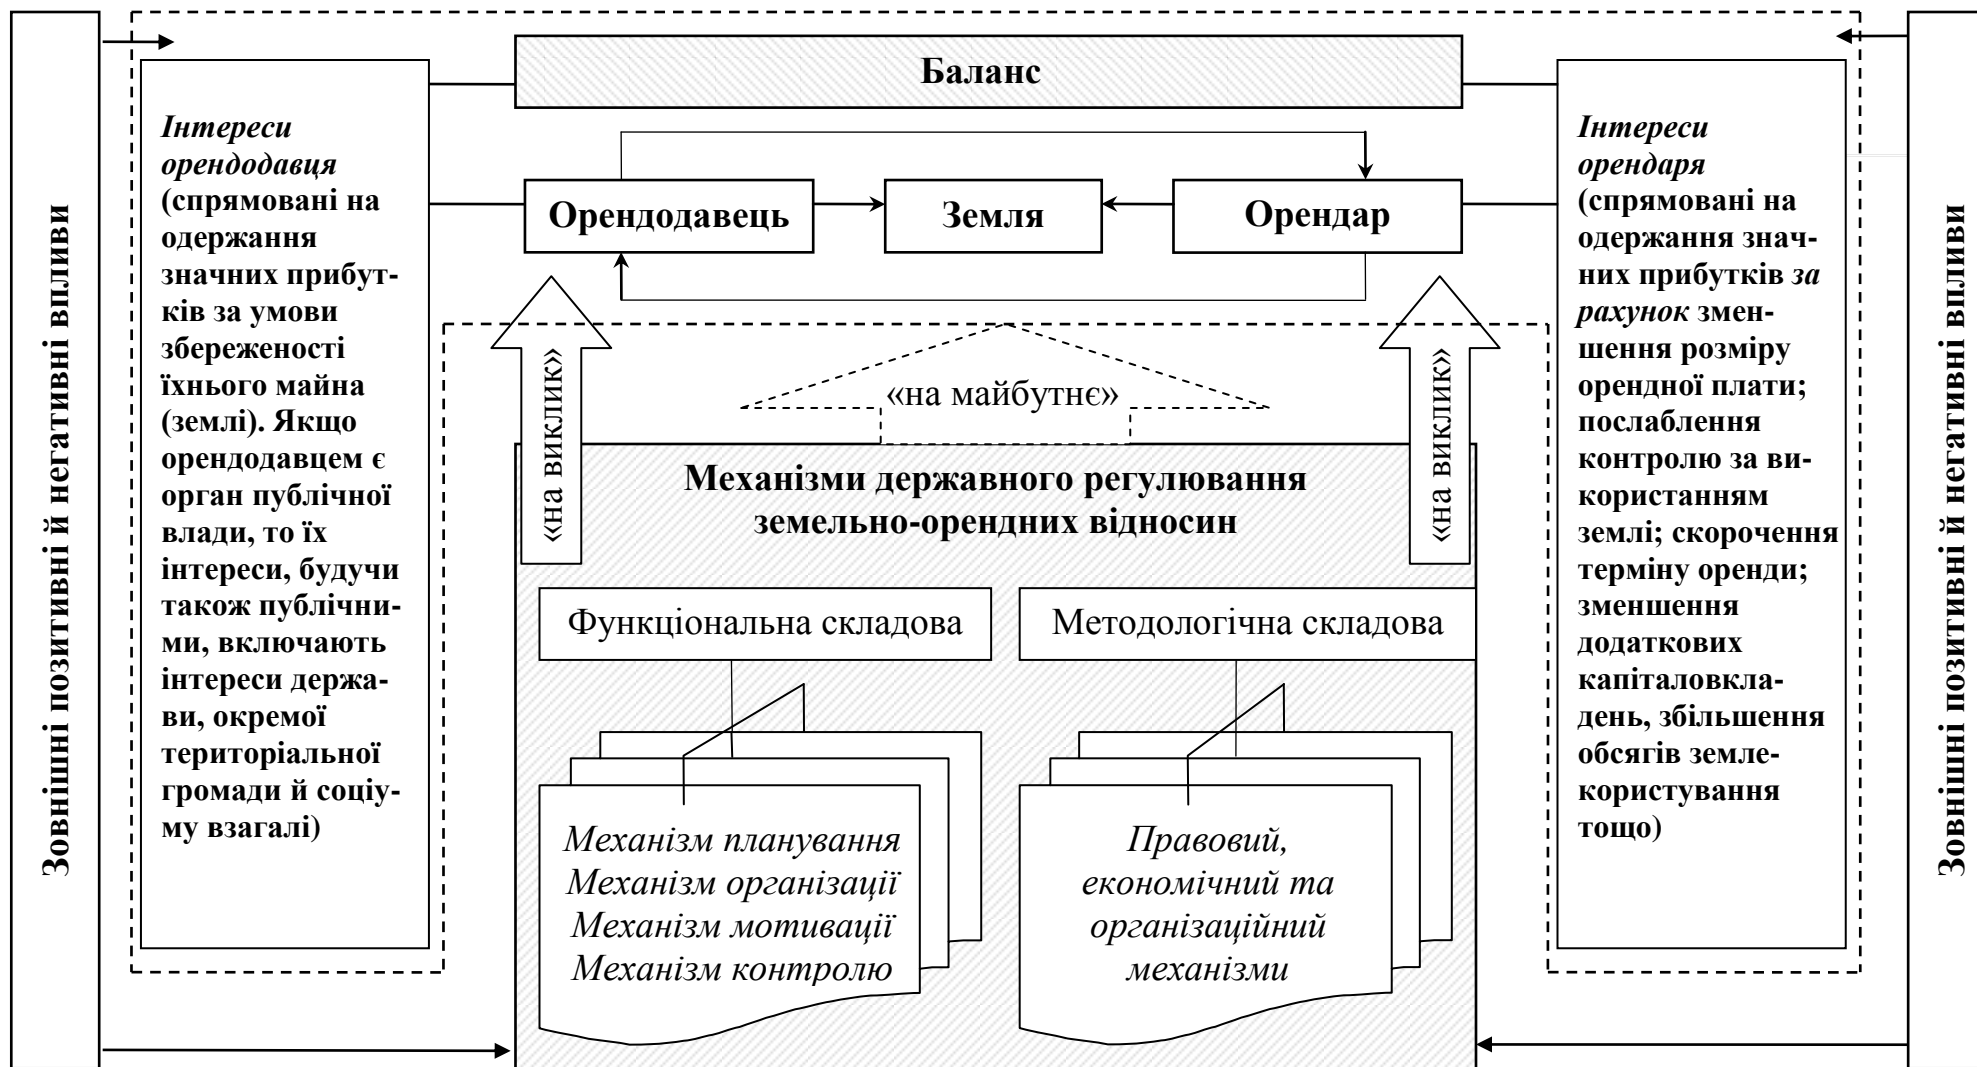 Зовнішні позитивні й негативні впливи
Баланс
Інтереси
орендодавця
(спрямовані на
одержання
значних прибут-
ків за умови
збереженості
їхнього майна
(землі). Якщо
орендодавцем є
орган публічної
влади, то їх
інтереси, будучи
також публічни-
ми, включають
інтереси держа-
ви, окремої
територіальної
громади й соціу-
му взагалі)
Орендодавець
Земля
Орендар
«на виклик»
«на майбутнє»
«на виклик»
Механізми державного регулювання
земельно-орендних відносин
Функціональна складова
Методологічна складова
Механізм планування
Механізм організації
Механізм мотивації
Механізм контролю
Правовий,
економічний та
організаційний
механізми
Інтереси
орендаря
(спрямовані на
одержання знач-
них прибутків за
рахунок змен-
шення розміру
орендної плати;
послаблення
контролю за ви-
користанням
землі; скорочення
терміну оренди;
зменшення
додаткових
капіталовкла-
день, збільшення
обсягів земле-
користування
тощо)
Зовнішні позитивні й негативні впливи